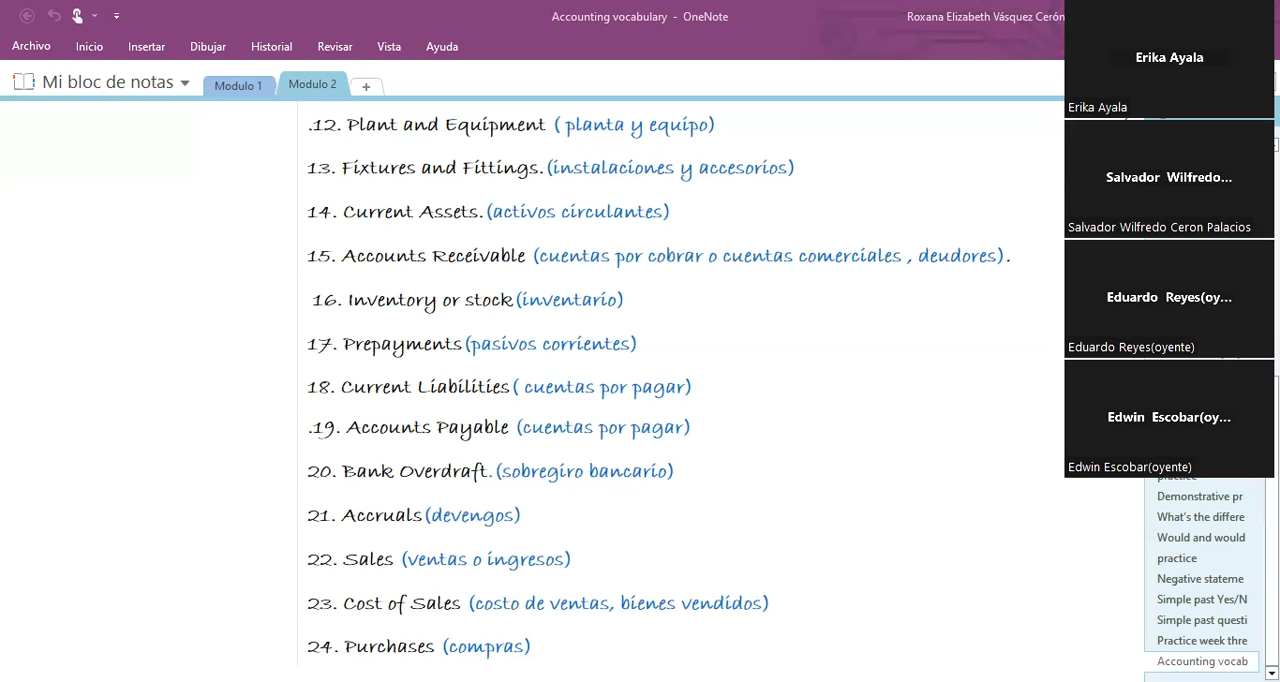 Accounting vocabulary - OneNote
Roxana Elizabeth Vásquez Cerón
Archivo Inicio Insertar Dibujar Historial Revisar Vista Ayuda
Mi bloc de notas Modulo 1 Modulo 2 +
.12. Plant and Equipment ( planta y equipo)
13. Fixtures and Fittings. (instalaciones y accesorios)
14. Current Assets. (activos circulantes)
15. Accounts Receivable (cuentas por cobrar o cuentas comerciales , deudores).
16. Inventory or stock (inventario)
17. Prepayments (pasivos corrientes)
18. Current Liabilities ( cuentas por pagar)
.19. Accounts Payable (cuentas por pagar)
20. Bank Overdraft. (sobregiro bancario)
21. Accruals (devengos)
22. Sales (ventas o ingresos)
23. Cost of Sales (costo de ventas, bienes vendidos)
24. Purchases (compras)
Erika Ayala
Erika Ayala
Salvador Wilfredo...
Salvador Wilfredo Ceron Palacios
Eduardo Reyes(oy...
Eduardo Reyes(oyente)
Edwin Escobar(oy...
Edwin Escobar(oyente)
practice
Demonstrative pr
What's the differe
Would and would
practice
Negative stateme
Simple past Yes/N
Simple past questi
Practice week thre
Accounting vocab